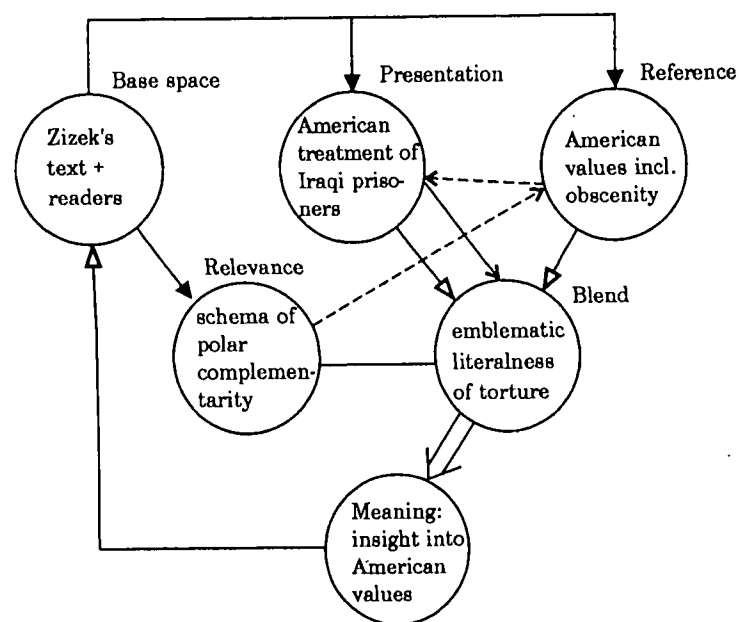 Base space
Presentation
Reference
Zizek's
text +
readers
American
treatment of
Iraqi priso-
ners
American
values incl.
obscenity
Relevance
schema of
polar
complemen-
tarity
Blend
emblematic
literalness
of torture
Meaning:
insight into
American
values